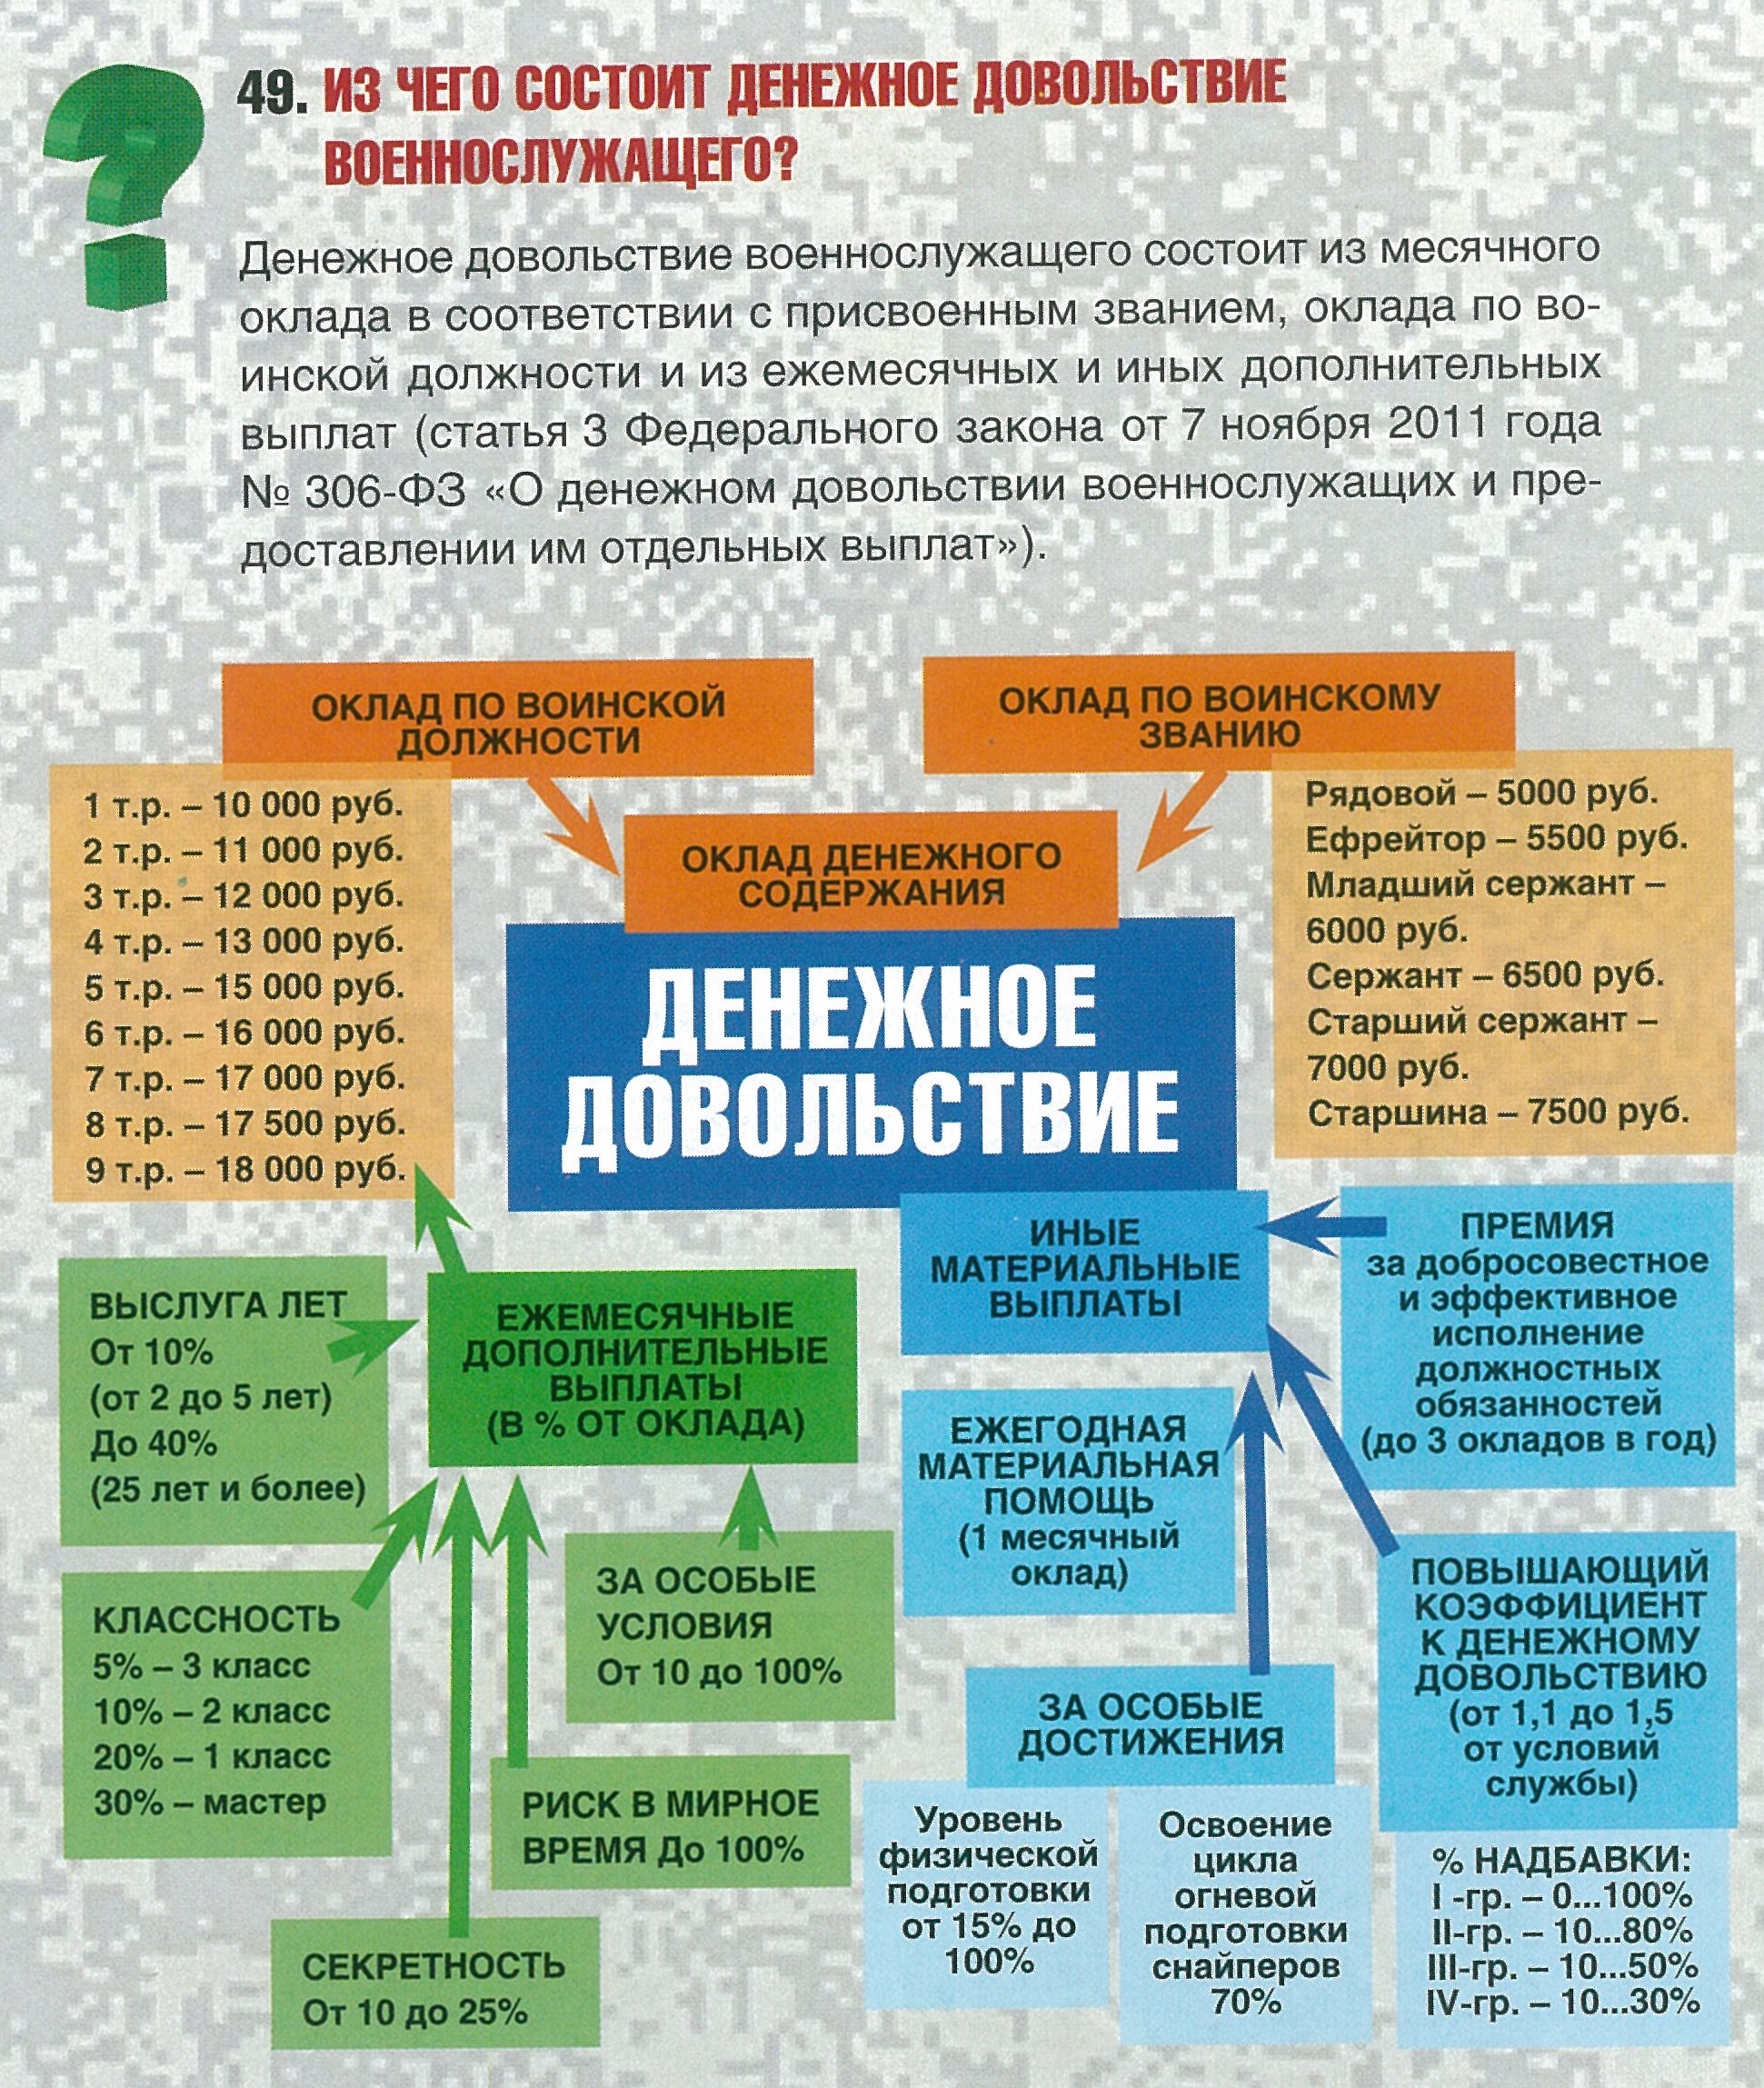 49. ИЗ ЧЕГО СОСТОИТ ДЕНЕЖНОЕ ДОВОЛЬСТВИЕ
ВОЕННОСЛУЖАЩЕГО?
Денежное довольствие военнослужащего состоит из месячного
оклада в соответствии с присвоенным званием, оклада по во-
инской должности и из ежемесячных и иных дополнительных
выплат (статья 3 Федерального закона от 7 ноября 2011 года
№ 306-ФЗ «О денежном довольствии военнослужащих и пре-
доставлении им отдельных выплат»).
ОКЛАД ПО ВОИНСКОЙ
ДОЛЖНОСТИ
1 т.р. – 10 000 руб.
2 т.р. – 11 000 руб.
3 т.р. – 12 000 руб.
4 т.р. – 13 000 руб.
5 т.р. – 15 000 руб.
6 т.р. – 16 000 руб.
7 т.р. – 17 000 руб.
8 т.р. – 17 500 руб.
9 т.р. – 18 000 руб.
ОКЛАД ПО ВОИНСКОМУ
ЗВАНИЮ
Рядовой – 5000 руб.
Ефрейтор – 5500 руб.
Младший сержант –
6000 руб.
Сержант – 6500 руб.
Старший сержант –
7000 руб.
Старшина – 7500 руб.
ОКЛАД ДЕНЕЖНОГО
СОДЕРЖАНИЯ
ДЕНЕЖНОЕ
ДОВОЛЬСТВИЕ
ВЫСЛУГА ЛЕТ
От 10%
(от 2 до 5 лет)
До 40%
(25 лет и более)
ЕЖЕМЕСЯЧНЫЕ
ДОПОЛНИТЕЛЬНЫЕ
ВЫПЛАТЫ
(В % ОТ ОКЛАДА)
КЛАССНОСТЬ
5% – 3 класс
10% – 2 класс
20% – 1 класс
30% – мастер
ЗА ОСОБЫЕ
УСЛОВИЯ
От 10 до 100%
РИСК В МИРНОЕ
ВРЕМЯ До 100%
СЕКРЕТНОСТЬ
От 10 до 25%
ИНЫЕ
МАТЕРИАЛЬНЫЕ
ВЫПЛАТЫ
ПРЕМИЯ
за добросовестное
и эффективное
исполнение
должностных
обязанностей
(до 3 окладов в год)
ЕЖЕГОДНАЯ
МАТЕРИАЛЬНАЯ
ПОМОЩЬ
(1 месячный
оклад)
ПОВЫШАЮЩИЙ
КОЭФФИЦИЕНТ
К ДЕНЕЖНОМУ
ДОВОЛЬСТВИЮ
(от 1,1 до 1,5
от условий
службы)
ЗА ОСОБЫЕ
ДОСТИЖЕНИЯ
Уровень
физической
подготовки
от 15% до
100%
Освоение
цикла
огневой
подготовки
снайперов
70%
% НАДБАВКИ:
I -гр. – 0...100%
II-гр. – 10...80%
III-гр. – 10...50%
IV-гр. – 10...30%